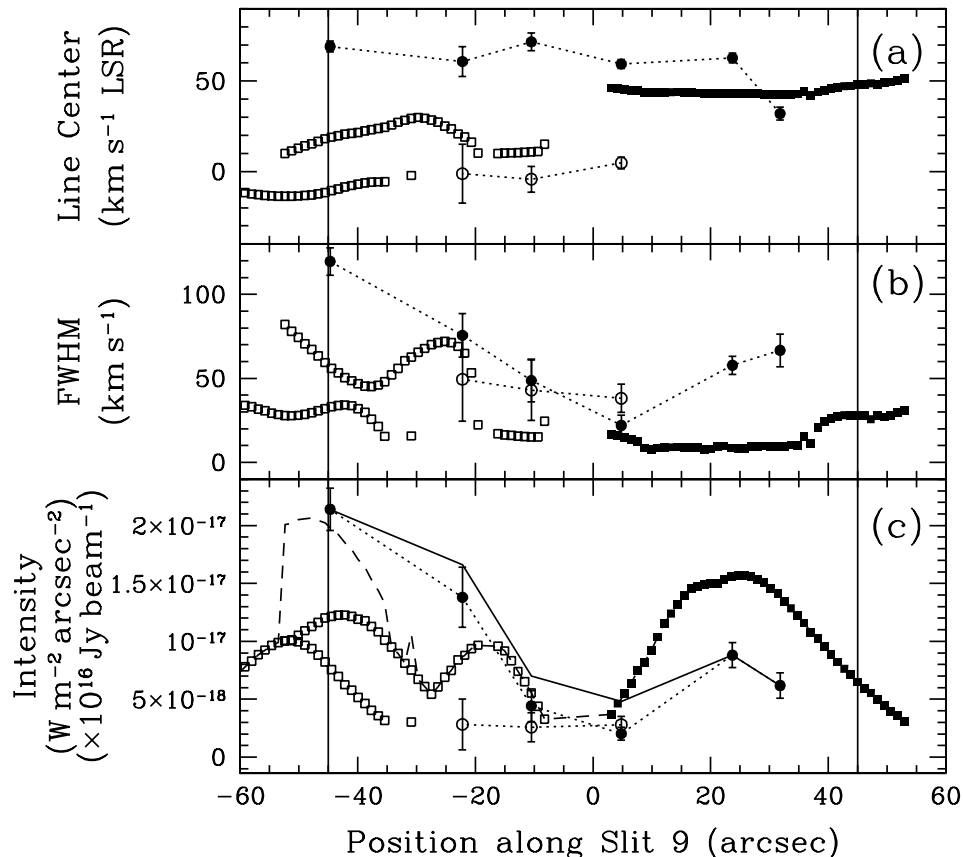 (a)
Line Center
(km s⁻¹ LSR)
50
0
(b)
FWHM
(km s⁻¹)
100
50
0
(c)
Intensity
(W m⁻² arcsec⁻²)
(×10¹⁶ Jy beam⁻¹)
2×10⁻¹⁷
1.5×10⁻¹⁷
10⁻¹⁷
5×10⁻¹⁸
0
−60 −40 −20 0 20 40 60
Position along Slit 9 (arcsec)